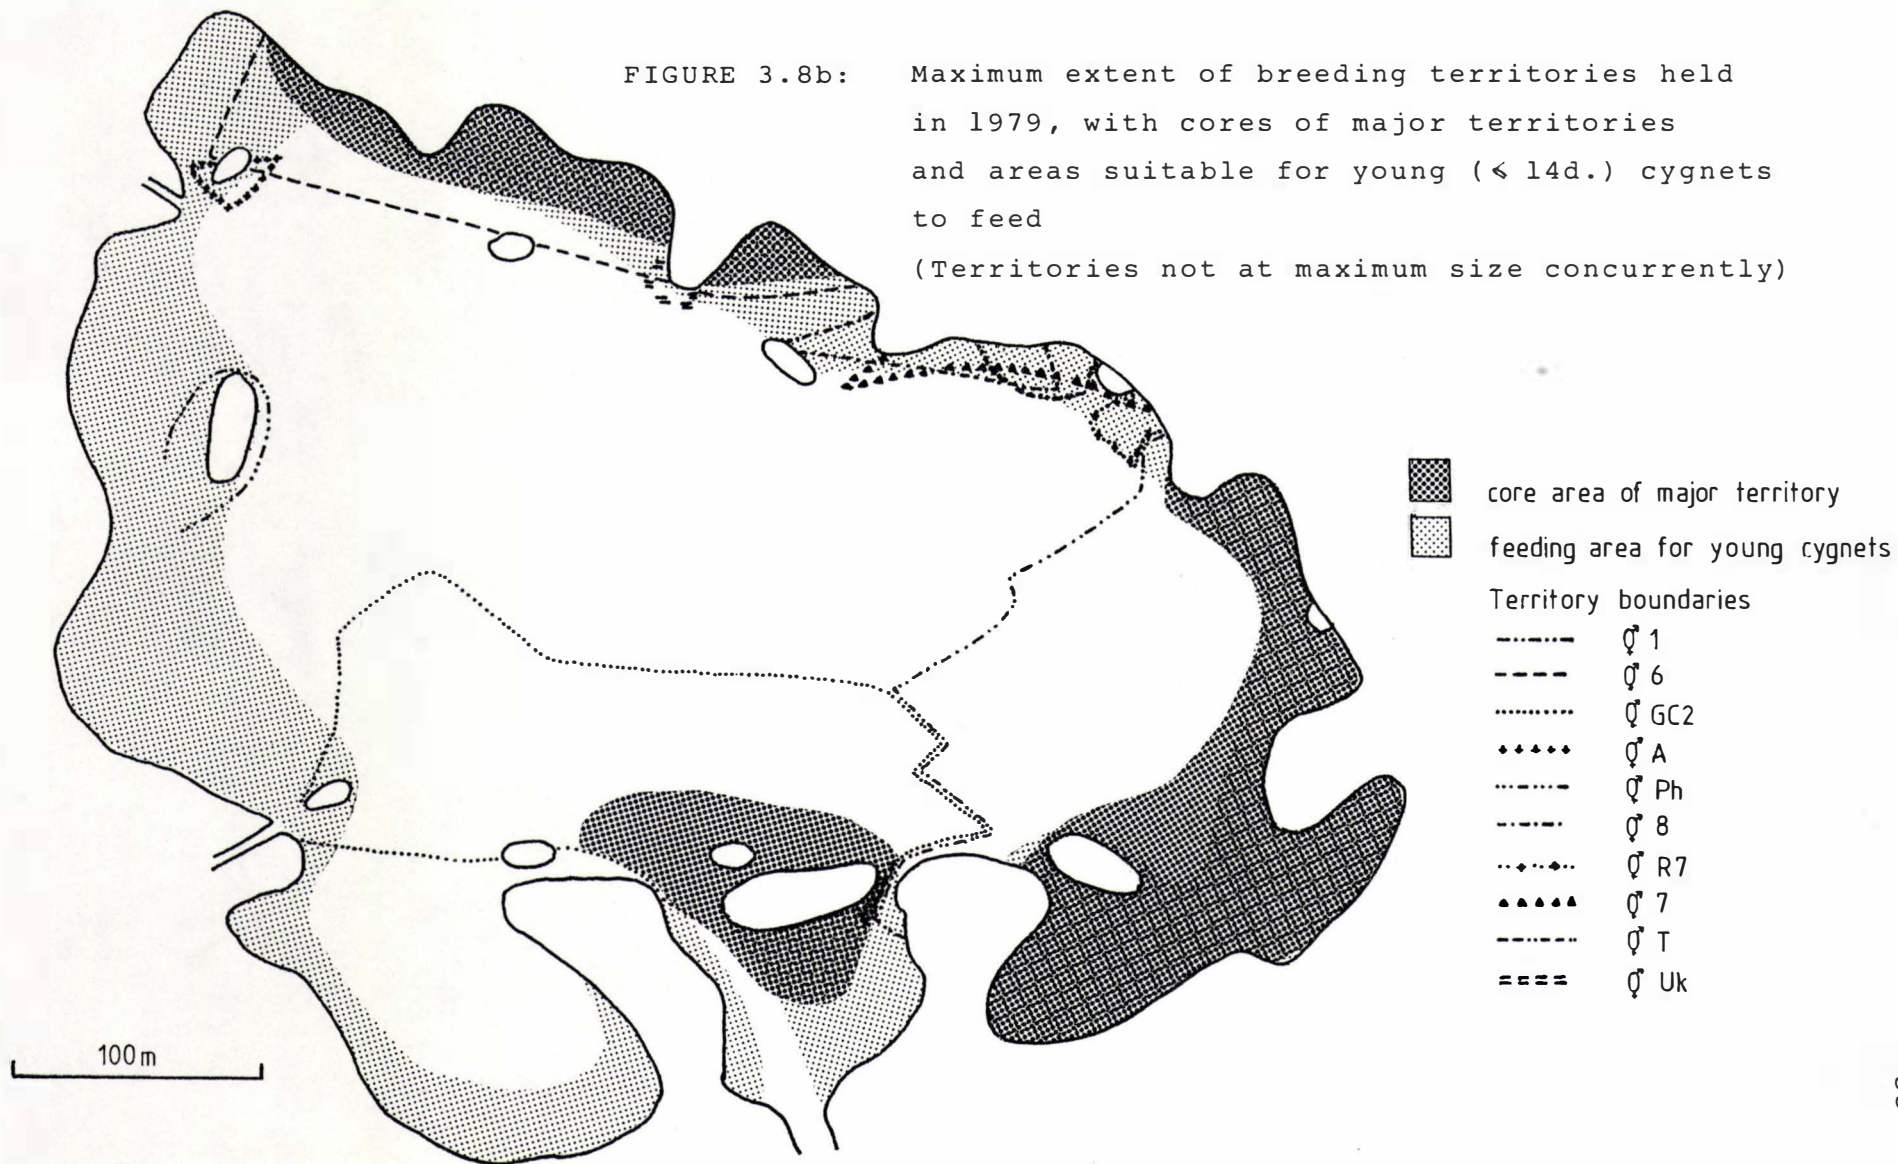 FIGURE 3.8b: Maximum extent of breeding territories held
in 1979, with cores of major territories
and areas suitable for young (⩽ 14d.) cygnets
to feed
(Territories not at maximum size concurrently)
core area of major territory
feeding area for young cygnets
Territory boundaries
⚥ 1
⚥ 6
⚥ GC2
⚥ A
⚥ Ph
⚥ 8
⚥ R7
⚥ 7
⚥ T
⚥ Uk
100m